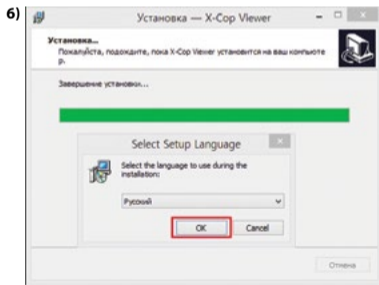 6)
Установка — X-Cop Viewer
Установка...
Пожалуйста, подождите, пока X-Cop Viewer установится на ваш компьюте
р.
Завершение установки...
Select Setup Language
Select the language to use during the
installation:
Русский
OK
Cancel
Отмена